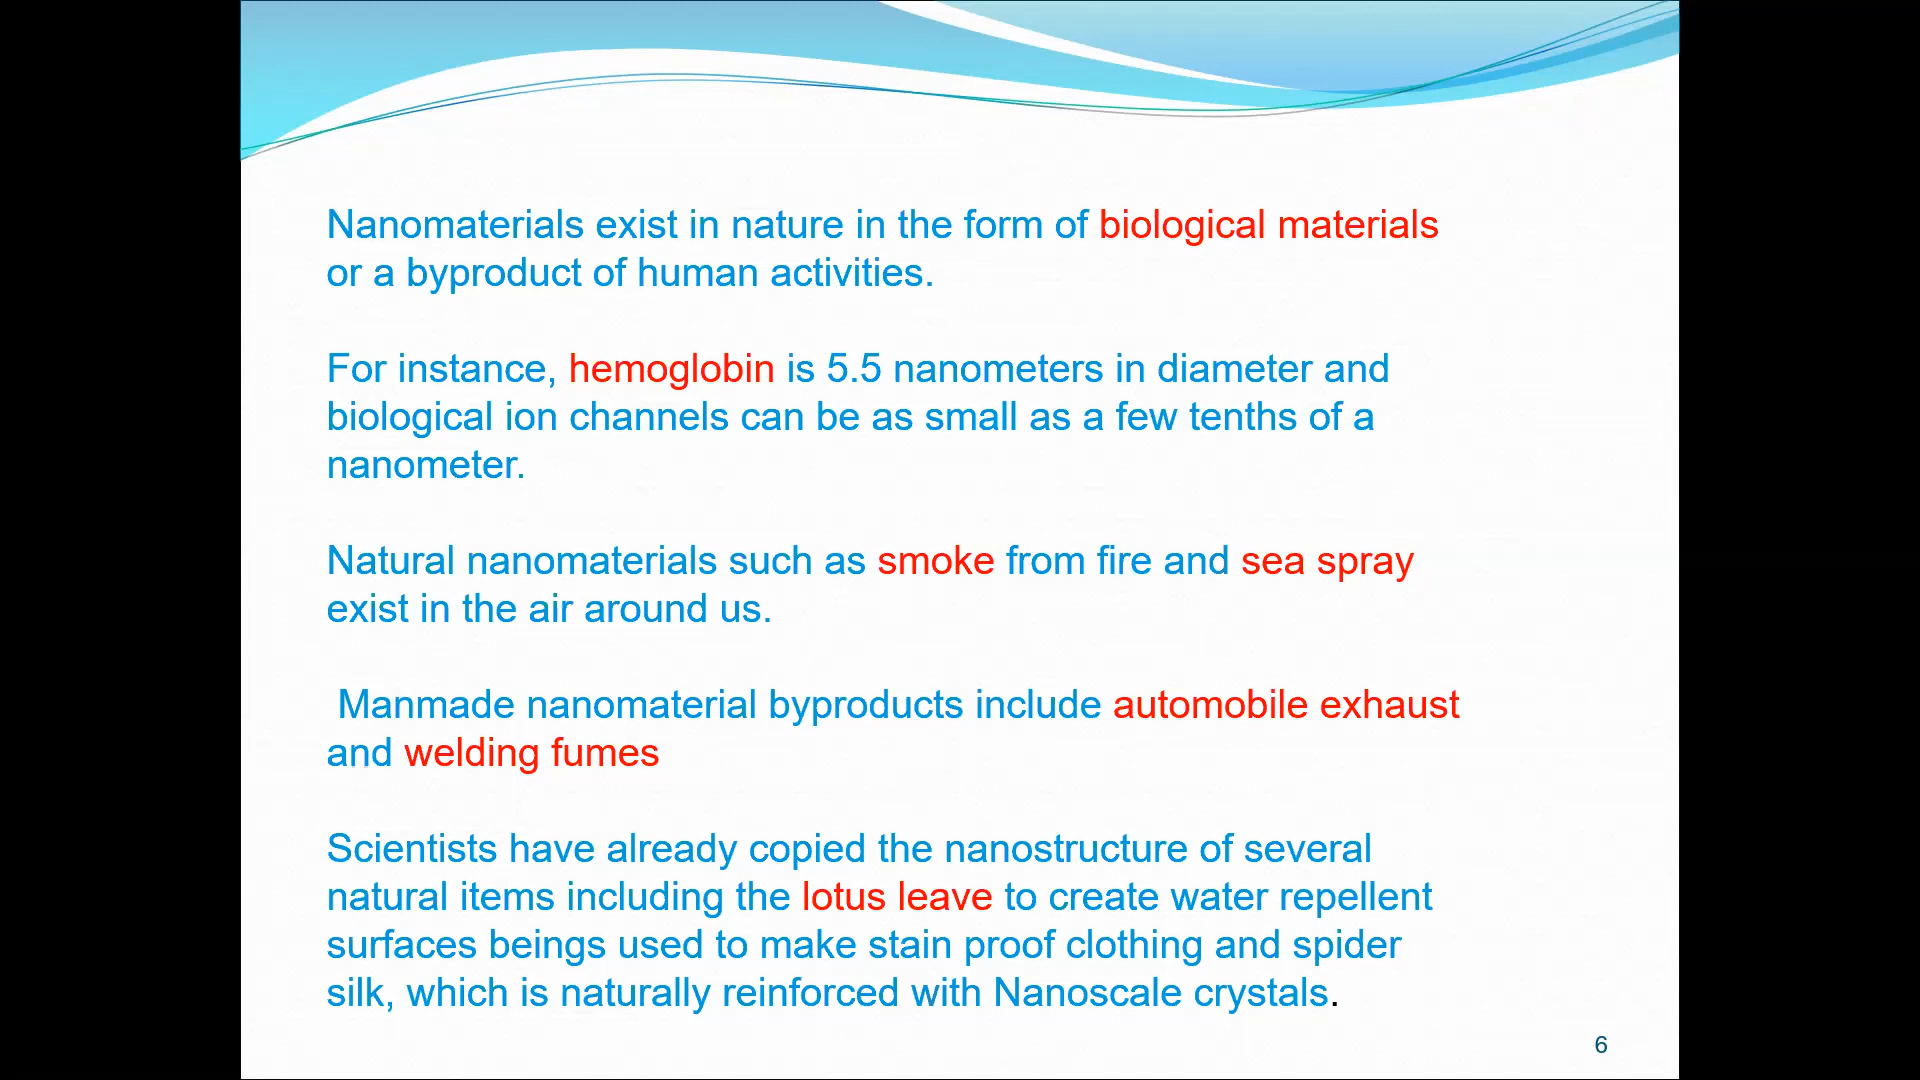 Nanomaterials exist in nature in the form of biological materials
or a byproduct of human activities.
For instance, hemoglobin is 5.5 nanometers in diameter and
biological ion channels can be as small as a few tenths of a
nanometer.
Natural nanomaterials such as smoke from fire and sea spray
exist in the air around us.
Manmade nanomaterial byproducts include automobile exhaust
and welding fumes
Scientists have already copied the nanostructure of several
natural items including the lotus leave to create water repellent
surfaces beings used to make stain proof clothing and spider
silk, which is naturally reinforced with Nanoscale crystals.
6